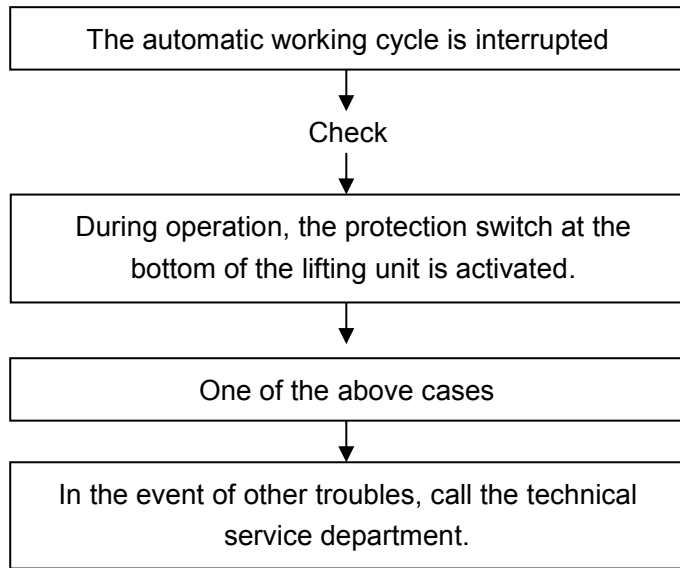 The automatic working cycle is interrupted
Check
During operation, the protection switch at the
bottom of the lifting unit is activated.
One of the above cases
In the event of other troubles, call the technical
service department.